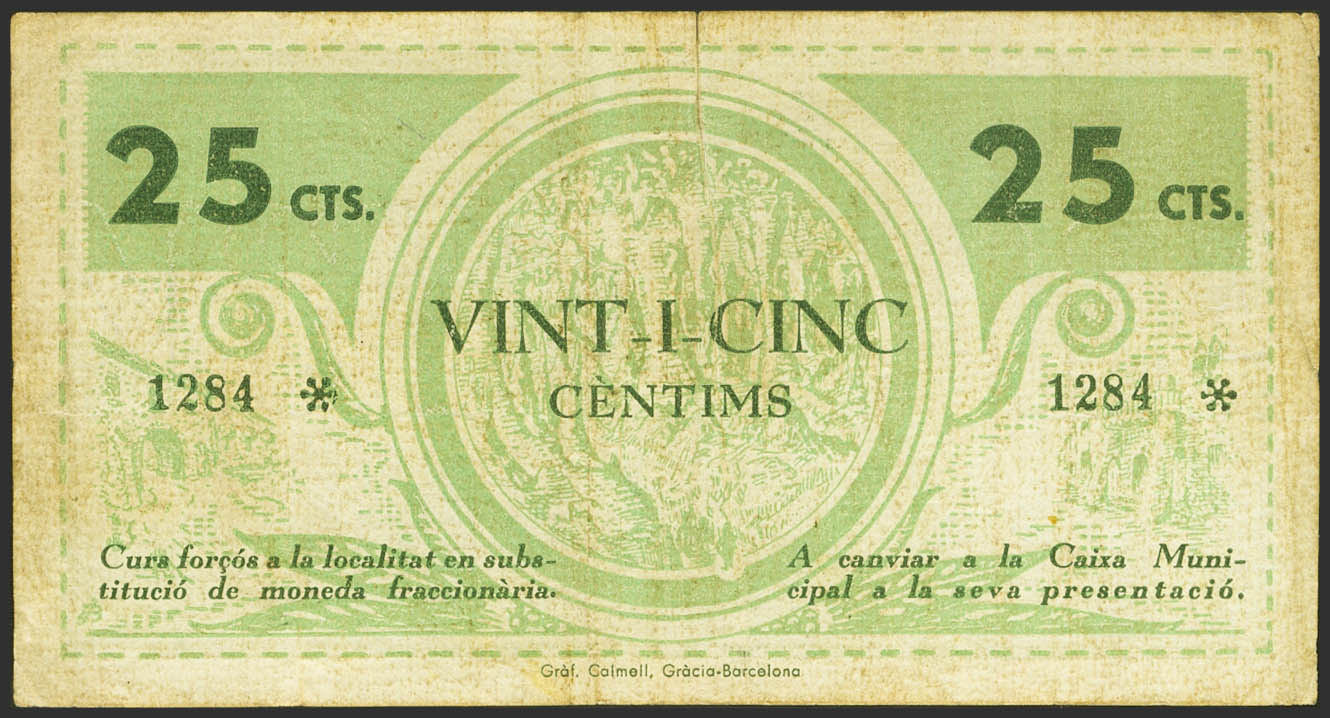 25 CTS.
25 CTS.
VINT-I-CINC
CÈNTIMS
1284 *
1284 *
Curs forçós a la localitat en subs-
titució de moneda fraccionària.
A canviar a la Caixa Muni-
cipal a la seva presentació.
Gràf. Calmell, Gràcia-Barcelona